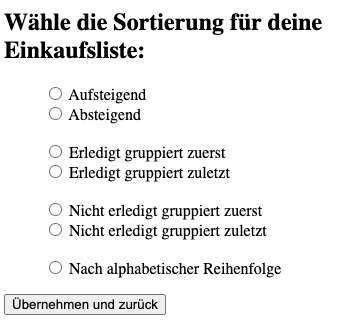 Wähle die Sortierung für deine
Einkaufsliste:
Aufsteigend
Absteigend
Erledigt gruppiert zuerst
Erledigt gruppiert zuletzt
Nicht erledigt gruppiert zuerst
Nicht erledigt gruppiert zuletzt
Nach alphabetischer Reihenfolge
Übernehmen und zurück